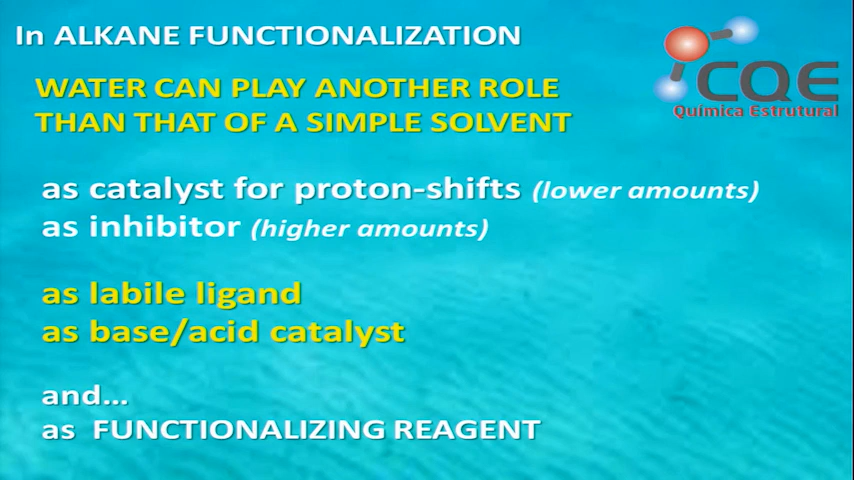 In ALKANE FUNCTIONALIZATION
CQE
Química Estrutural
WATER CAN PLAY ANOTHER ROLE
THAN THAT OF A SIMPLE SOLVENT
as catalyst for proton-shifts (lower amounts)
as inhibitor (higher amounts)
as labile ligand
as base/acid catalyst
and...
as FUNCTIONALIZING REAGENT